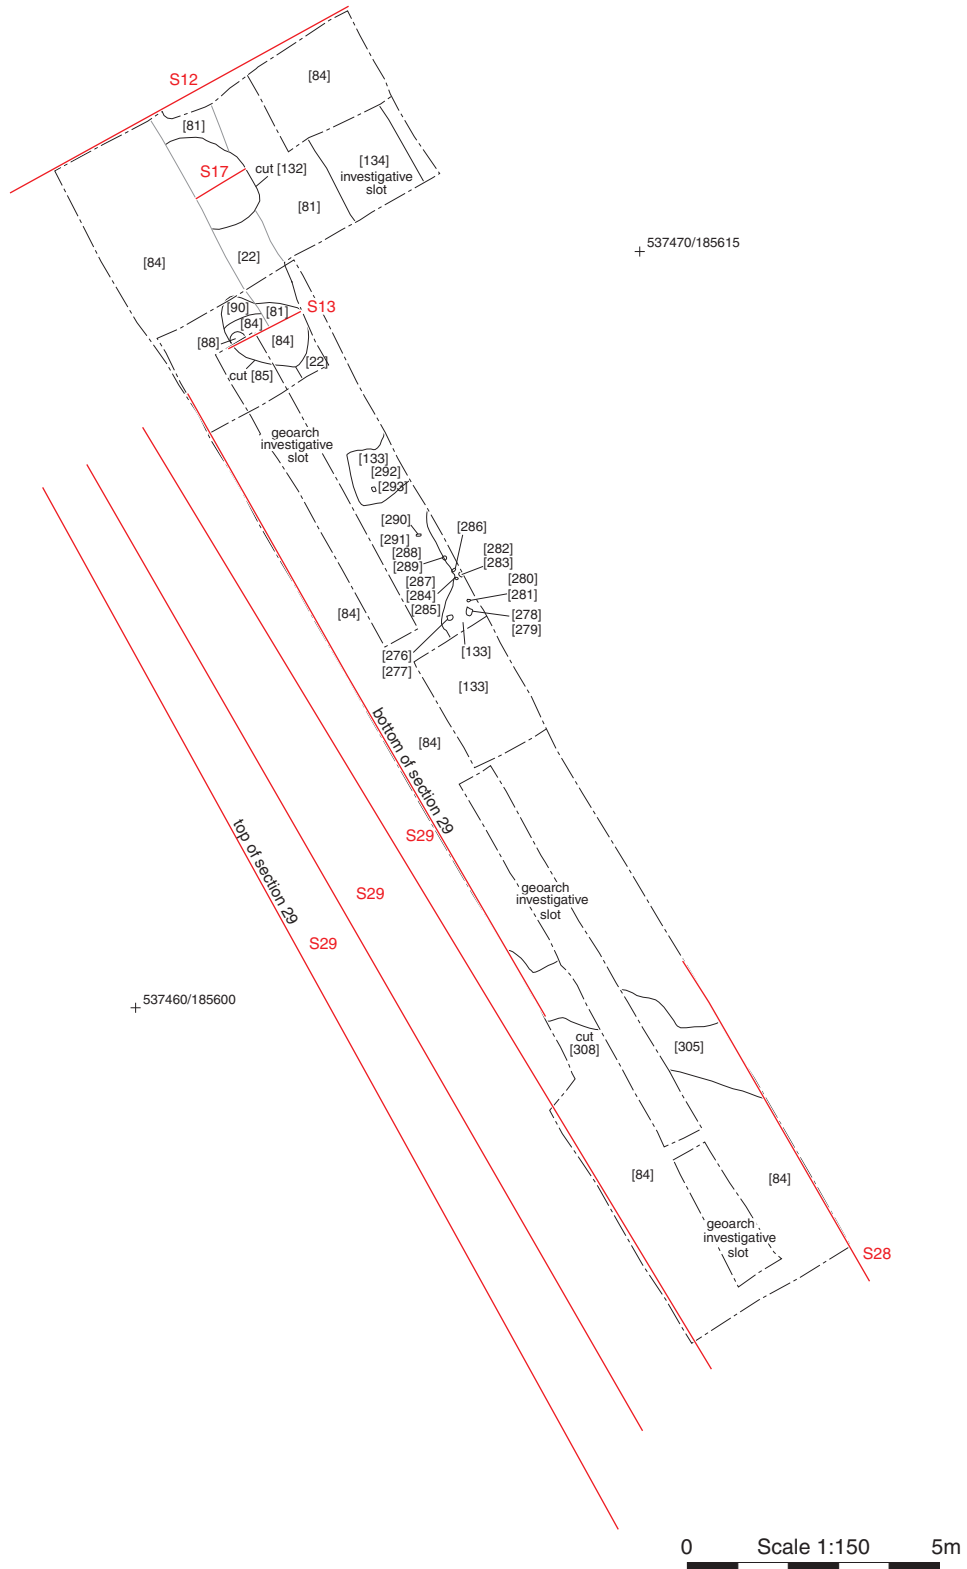 S12
[84]
[81]
S17
cut [132]
[134]
investigative
slot
[81]
537470/185615
[22]
[84]
[90]
[81]
S13
[84]
[88]
[84]
[22]
cut [85]
geoarch
investigative
slot
[133]
[292]
[293]
[290]
[291]
[286]
[288]
[289]
[282]
[283]
[287]
[284]
[285]
[280]
[281]
[278]
[279]
[84]
[276]
[277]
[133]
[133]
bottom of section 29
[84]
top of section 29
S29
S29
S29
geoarch
investigative
slot
537460/185600
cut
[308]
[305]
[84]
[84]
geoarch
investigative
slot
S28
0 Scale 1:150 5m